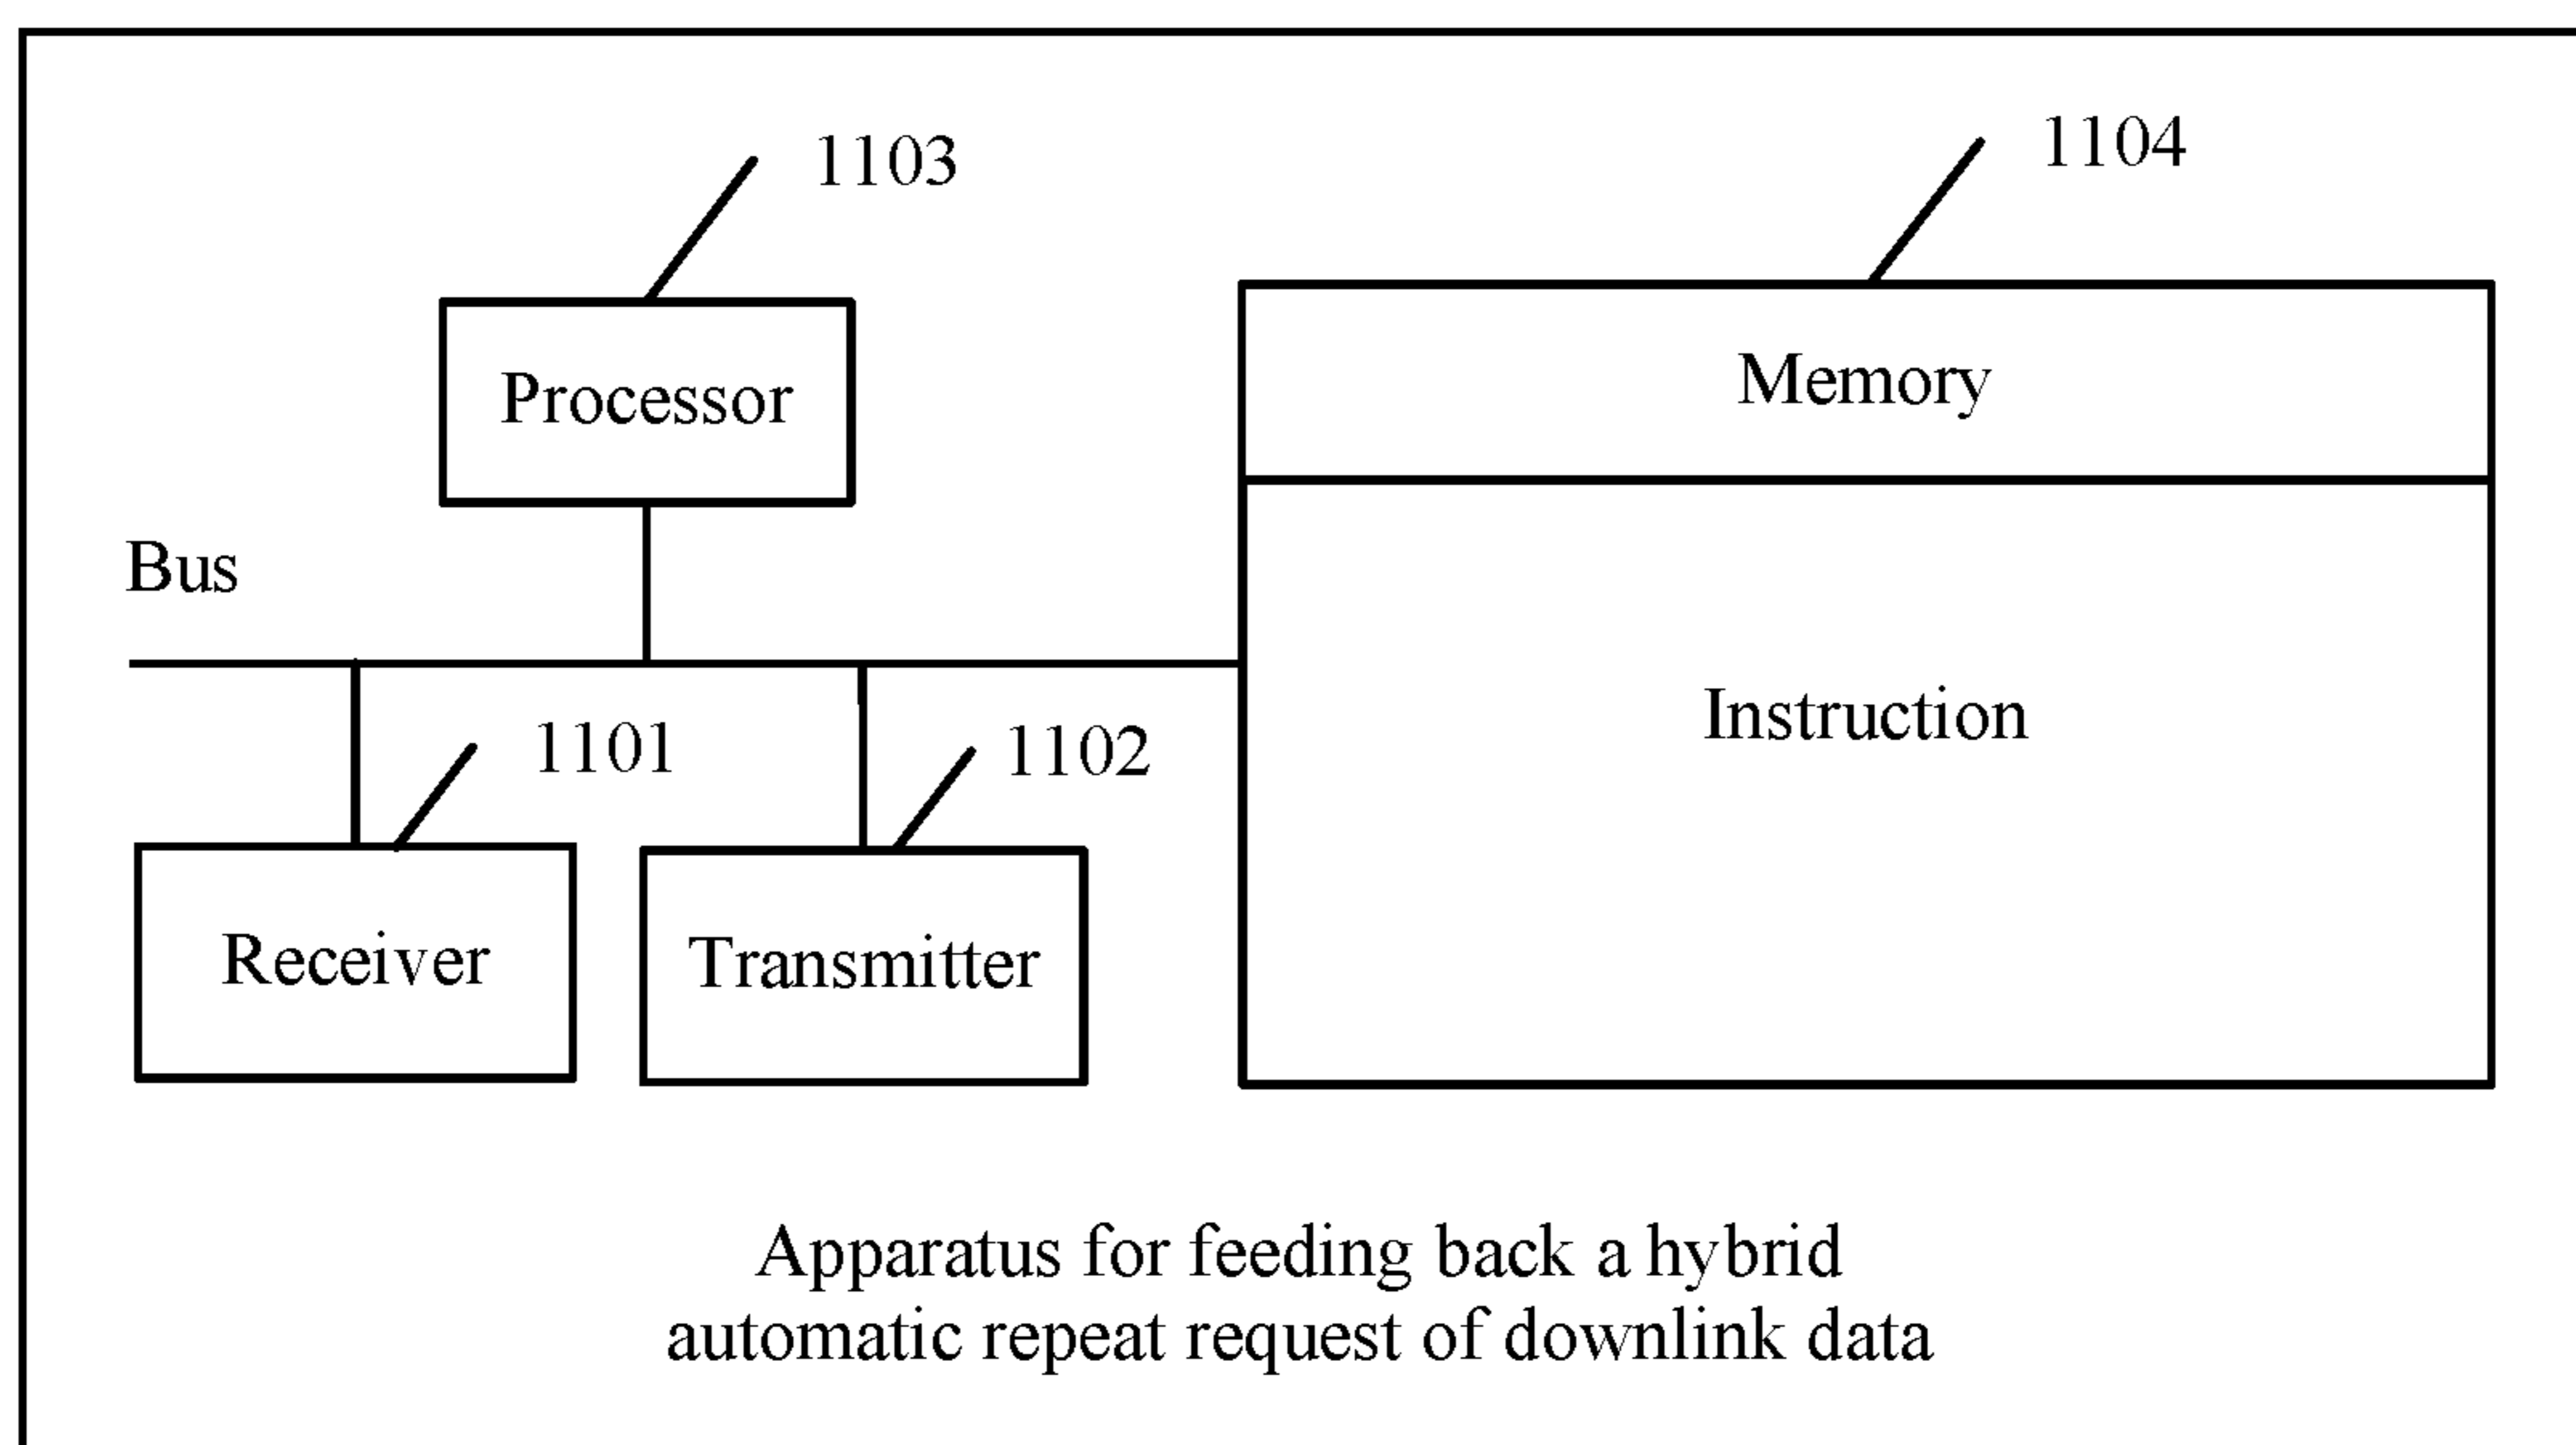 1103
1104
Processor
Memory
Bus
Instruction
1101
1102
Receiver
Transmitter
Apparatus for feeding back a hybrid
automatic repeat request of downlink data